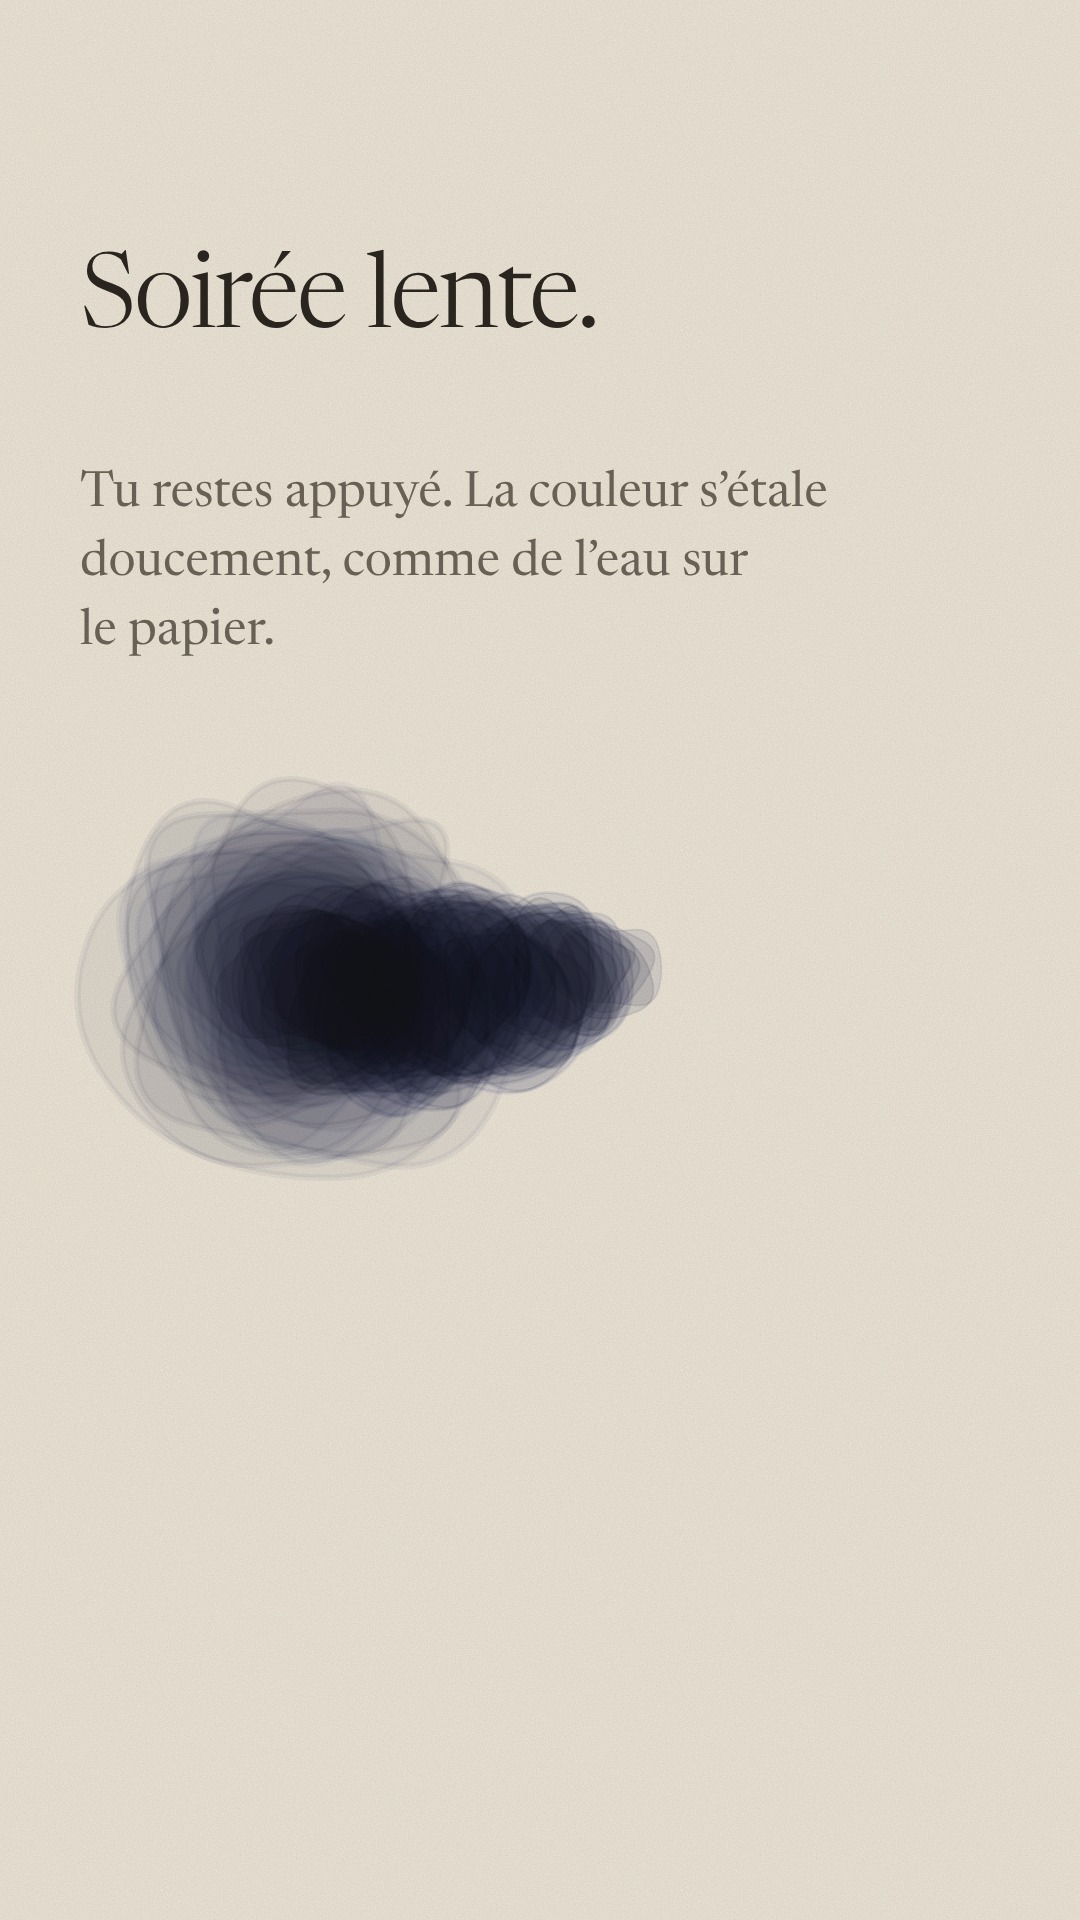 Soirée lente.
Tu restes appuyé. La couleur s’étale
doucement, comme de l’eau sur
le papier.